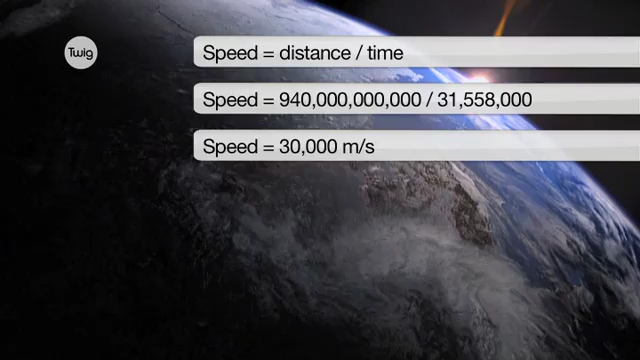 Twig
Speed = distance / time
Speed = 940,000,000,000 / 31,558,000
Speed = 30,000 m/s